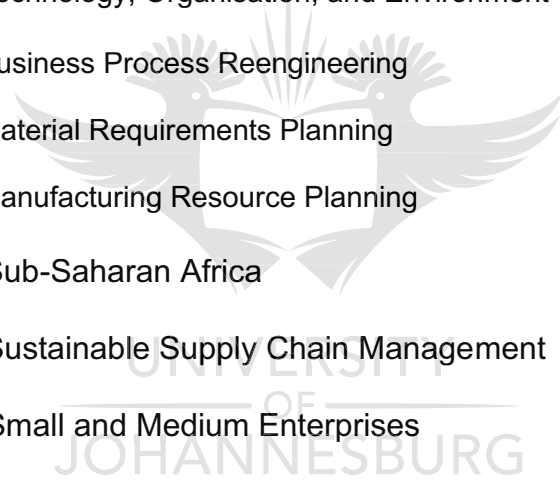 echnology, Organisation, and Environment
usiness Process Reengineering
aterial Requirements Planning
anufacturing Resource Planning
Sub-Saharan Africa
Sustainable Supply Chain Management
UNIVERSITY
OF
Small and Medium Enterprises
JOHANNESBURG